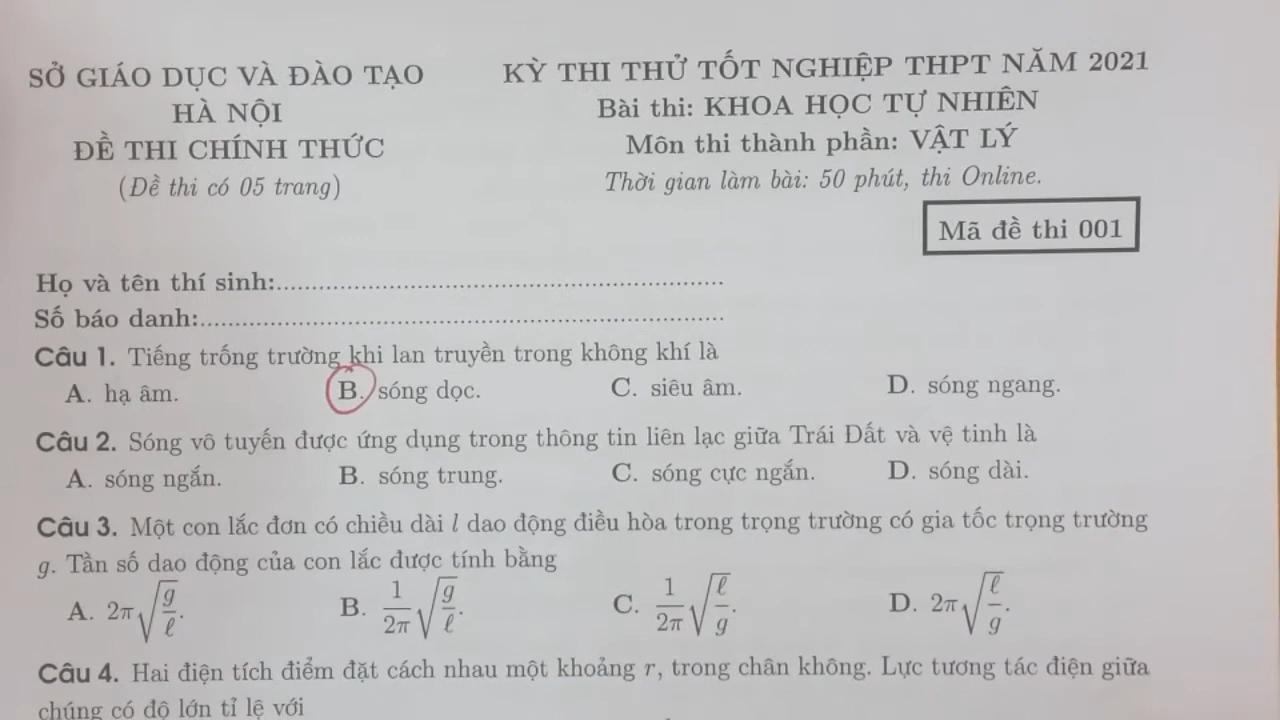 SỞ GIÁO DỤC VÀ ĐÀO TẠO
HÀ NỘI
ĐỀ THI CHÍNH THỨC
(Đề thi có 05 trang)
KỲ THI THỬ TỐT NGHIỆP THPT NĂM 2021
Bài thi: KHOA HỌC TỰ NHIÊN
Môn thi thành phần: VẬT LÝ
Thời gian làm bài: 50 phút, thi Online.
Mã đề thi 001
Họ và tên thí sinh:...............................................................
Số báo danh:..........................................................................
Câu 1. Tiếng trống trường khi lan truyền trong không khí là
A. hạ âm. B. sóng dọc. C. siêu âm. D. sóng ngang.
Câu 2. Sóng vô tuyến được ứng dụng trong thông tin liên lạc giữa Trái Đất và vệ tinh là
A. sóng ngắn. B. sóng trung. C. sóng cực ngắn. D. sóng dài.
Câu 3. Một con lắc đơn có chiều dài l dao động điều hòa trong trọng trường có gia tốc trọng trường
g. Tần số dao động của con lắc được tính bằng
A. 2π√(g/ℓ). B. 1/(2π)√(g/ℓ). C. 1/(2π)√(ℓ/g). D. 2π√(ℓ/g).
Câu 4. Hai điện tích điểm đặt cách nhau một khoảng r, trong chân không. Lực tương tác điện giữa
chúng có độ lớn tỉ lệ với